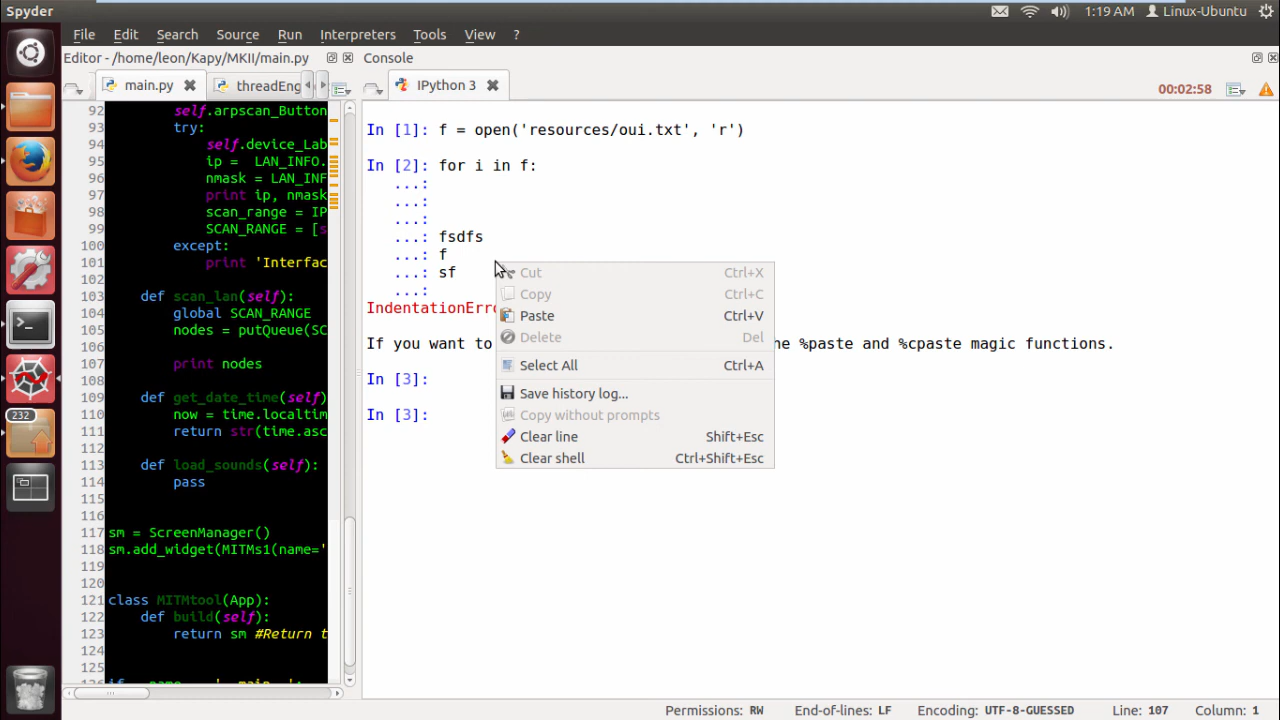 Spyder
1:19 AM
Linux-Ubuntu
File Edit Search Source Run Interpreters Tools View ?
Editor - /home/leon/Kapy/MKII/main.py
Console
main.py
threadEng
IPython 3
00:02:58
92 self.arpscan_Button
93 try:
94 self.device_Lab
95 ip = LAN_INFO.
96 nmask = LAN_INF
97 print ip, nmask
98 scan_range = IP
99 SCAN_RANGE = [s
100 except:
101 print 'Interfac
102
103 def scan_lan(self):
104 global SCAN_RANGE
105 nodes = putQueue(SC
106
107 print nodes
108
109 def get_date_time(self)
110 now = time.localtim
111 return str(time.asc
112
113 def load_sounds(self):
114 pass
115
116
117 sm = ScreenManager()
118 sm.add_widget(MITMs1(name='
119
120
121 class MITMtool(App):
122 def build(self):
123 return sm #Return t
124
125
In [1]: f = open('resources/oui.txt', 'r')
In [2]: for i in f:
...:
...:
...:
...: fsdfs
...: f
...: sf
...:
IndentationErro
If you want to
he %paste and %cpaste magic functions.
In [3]:
In [3]:
Cut Ctrl+X
Copy Ctrl+C
Paste Ctrl+V
Delete Del
Select All Ctrl+A
Save history log...
Copy without prompts
Clear line Shift+Esc
Clear shell Ctrl+Shift+Esc
232
Permissions: RW End-of-lines: LF Encoding: UTF-8-GUESSED Line: 107 Column: 1